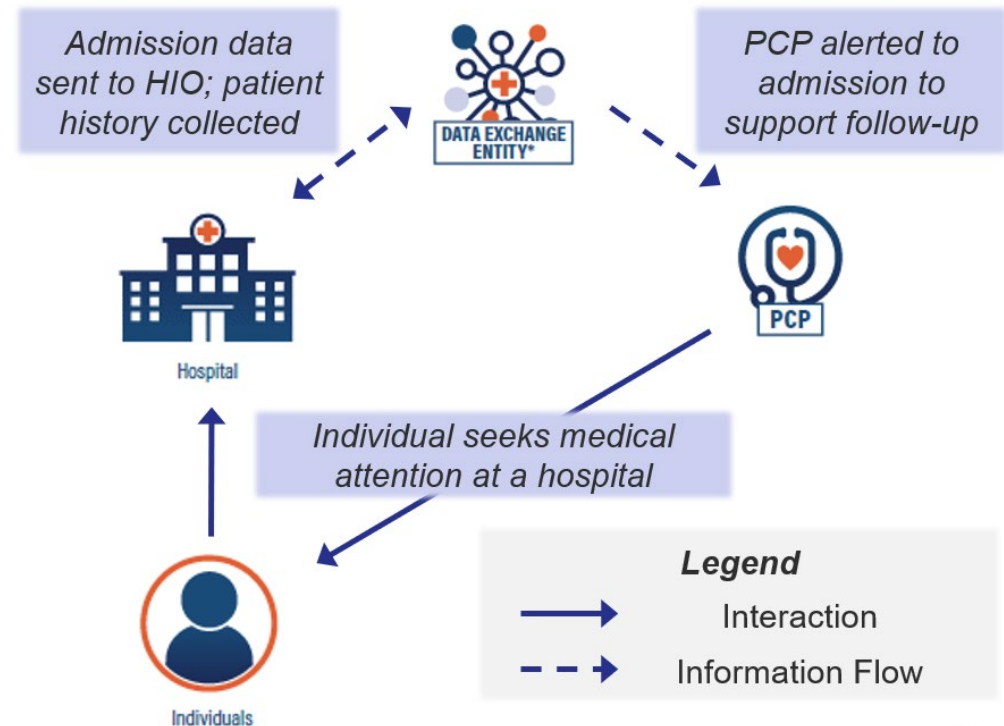 Admission data
sent to HIO; patient
history collected
DATA EXCHANGE
ENTITY*
PCP alerted to
admission to
support follow-up
Hospital
PCP
Individual seeks medical
attention at a hospital
Individuals
Legend
Interaction
Information Flow